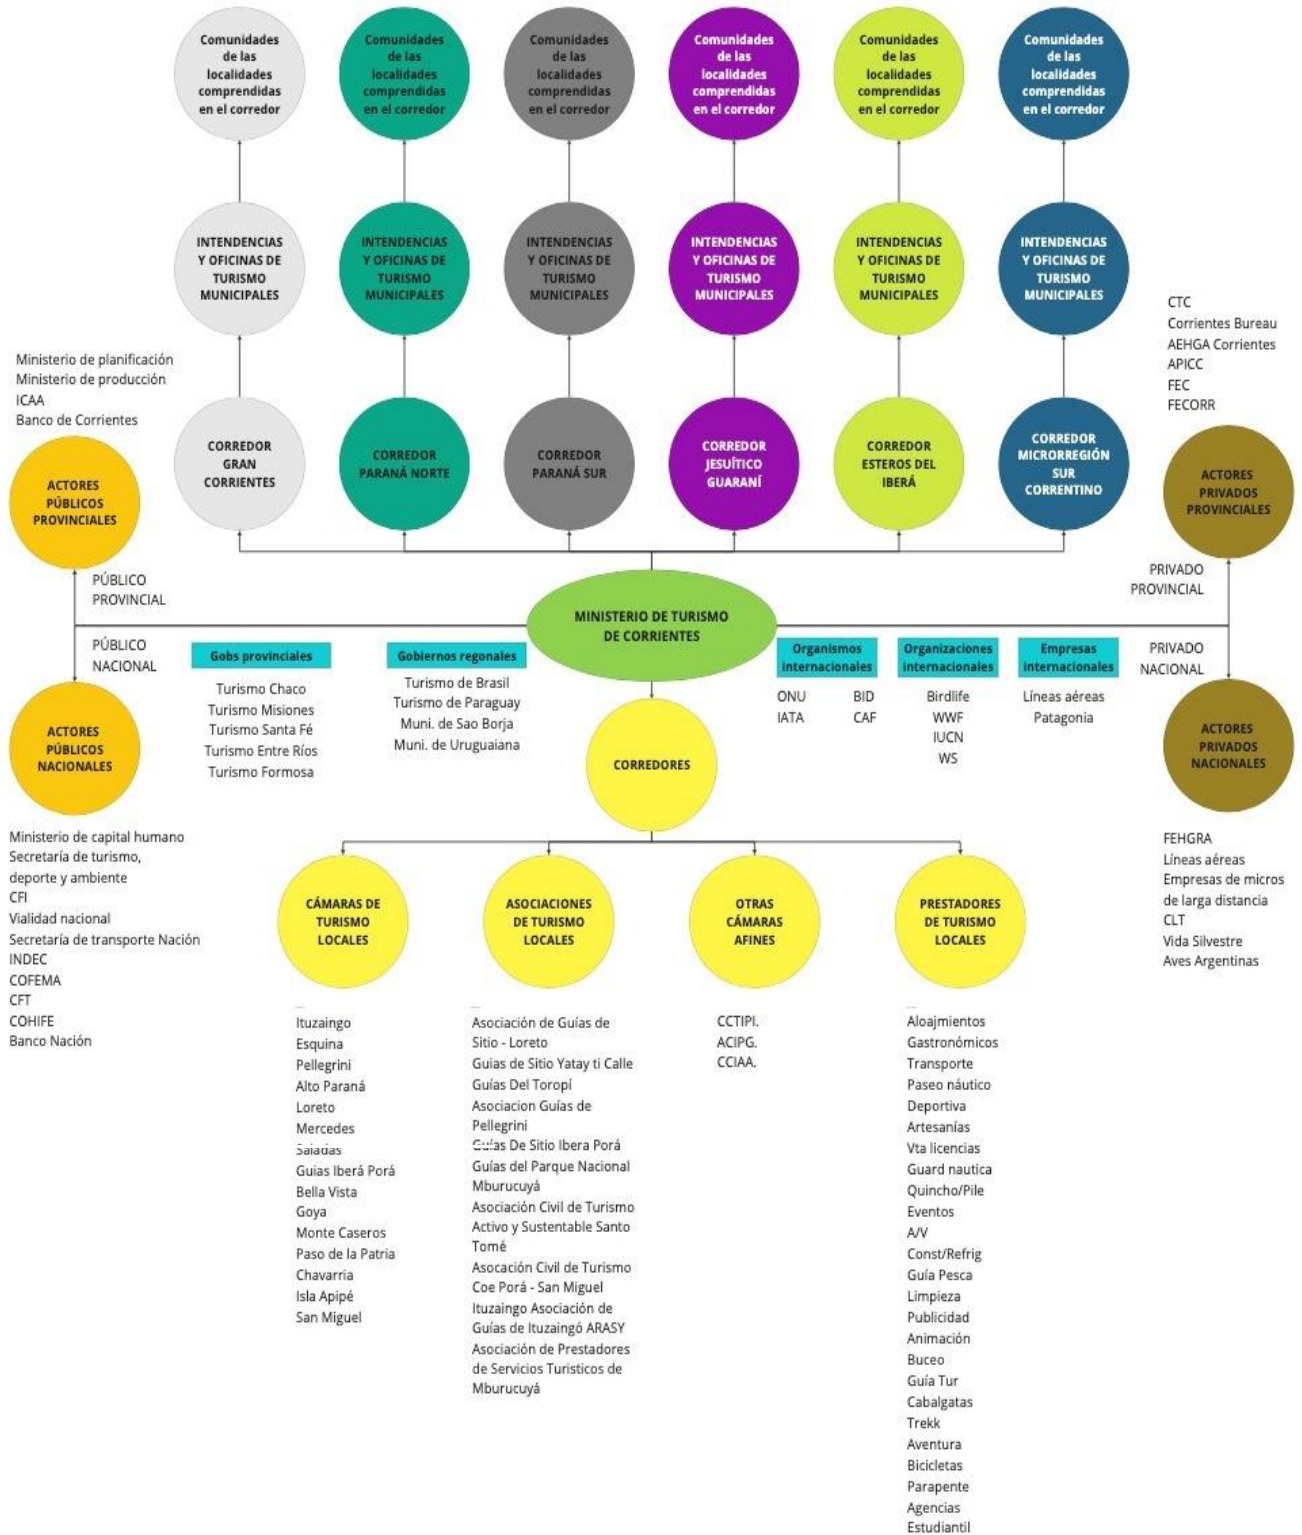 Comunidades
de las
localidades
comprendidas
en el corredor
Comunidades
de las
localidades
comprendidas
en el corredor
Comunidades
de las
localidades
comprendidas
en el corredor
Comunidades
de las
localidades
comprendidas
en el corredor
Comunidades
de las
localidades
comprendidas
en el corredor
Comunidades
de las
localidades
comprendidas
en el corredor
INTENDENCIAS
Y OFICINAS DE
TURISMO
MUNICIPALES
INTENDENCIAS
Y OFICINAS DE
TURISMO
MUNICIPALES
INTENDENCIAS
Y OFICINAS DE
TURISMO
MUNICIPALES
INTENDENCIAS
Y OFICINAS DE
TURISMO
MUNICIPALES
INTENDENCIAS
Y OFICINAS DE
TURISMO
MUNICIPALES
INTENDENCIAS
Y OFICINAS DE
TURISMO
MUNICIPALES
CTC
Corrientes Bureau
AEHGA Corrientes
APICC
FEC
FECORR
Ministerio de planificación
Ministerio de producción
ICAA
Banco de Corrientes
ACTORES
PÚBLICOS
PROVINCIALES
CORREDOR
GRAN
CORRIENTES
CORREDOR
PARANÁ NORTE
CORREDOR
PARANÁ SUR
CORREDOR
JESUÍTICO
GUARANÍ
CORREDOR
ESTEROS DEL
IBERÁ
CORREDOR
MICRORREGIÓN
SUR
CORRENTINO
ACTORES
PRIVADOS
PROVINCIALES
PÚBLICO
PROVINCIAL
MINISTERIO DE TURISMO
DE CORRIENTES
PRIVADO
PROVINCIAL
PÚBLICO
NACIONAL
Gobs provinciales
Turismo Chaco
Turismo Misiones
Turismo Santa Fé
Turismo Entre Ríos
Turismo Formosa
Gobiernos regionales
Turismo de Brasil
Turismo de Paraguay
Muni. de Sao Borja
Muni. de Uruguaiana
Organismos
internacionales
ONU BID
IATA CAF
Organizaciones
internacionales
Birdlife
WWF
IUCN
WS
Empresas
internacionales
Líneas aéreas
Patagonia
PRIVADO
NACIONAL
ACTORES
PÚBLICOS
NACIONALES
CORREDORES
ACTORES
PRIVADOS
NACIONALES
Ministerio de capital humano
Secretaría de turismo,
deporte y ambiente
CFI
Vialidad nacional
Secretaría de transporte Nación
INDEC
COFEMA
CFT
COHIFE
Banco Nación
FEHGRA
Líneas aéreas
Empresas de micros
de larga distancia
CLT
Vida Silvestre
Aves Argentinas
CÁMARAS DE
TURISMO
LOCALES
ASOCIACIONES
DE TURISMO
LOCALES
OTRAS
CÁMARAS
AFINES
PRESTADORES
DE TURISMO
LOCALES
Ituzaingo
Esquina
Pellegrini
Alto Paraná
Loreto
Mercedes
Saladas
Guias Iberá Porá
Bella Vista
Goya
Monte Caseros
Paso de la Patria
Chavarria
Isla Apipé
San Miguel
Asociación de Guías de
Sitio - Loreto
Guias de Sitio Yatay ti Calle
Guías Del Toropí
Asociacion Guías de
Pellegrini
Guías De Sitio Ibera Porá
Guías del Parque Nacional
Mburucuyá
Asociación Civil de Turismo
Activo y Sustentable Santo
Tomé
Asocación Civil de Turismo
Coe Porá - San Miguel
Ituzaingo Asociación de
Guías de Ituzaingó ARASY
Asociación de Prestadores
de Servicios Turisticos de
Mburucuyá
CCTIPI.
ACIPG.
CCIAA.
Aloajmientos
Gastronómicos
Transporte
Paseo náutico
Deportiva
Artesanías
Vta licencias
Guard nautica
Quincho/Pile
Eventos
A/V
Const/Refrig
Guía Pesca
Limpieza
Publicidad
Animación
Buceo
Guía Tur
Cabalgatas
Trekk
Aventura
Bicicletas
Parapente
Agencias
Estudiantil